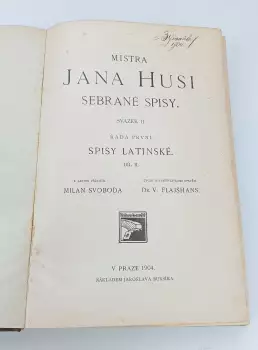 MISTRA
JANA HUSI
SEBRANÉ SPISY.
SVAZEK II.
ŘADA PRVNÍ
SPISY LATINSKÉ.
DÍL II.
MILAN SVOBODA
Dr. V. FLAJŠHANS.
V PRAZE 1904.
NÁKLADEM JAROSLAVA BURSÍKA